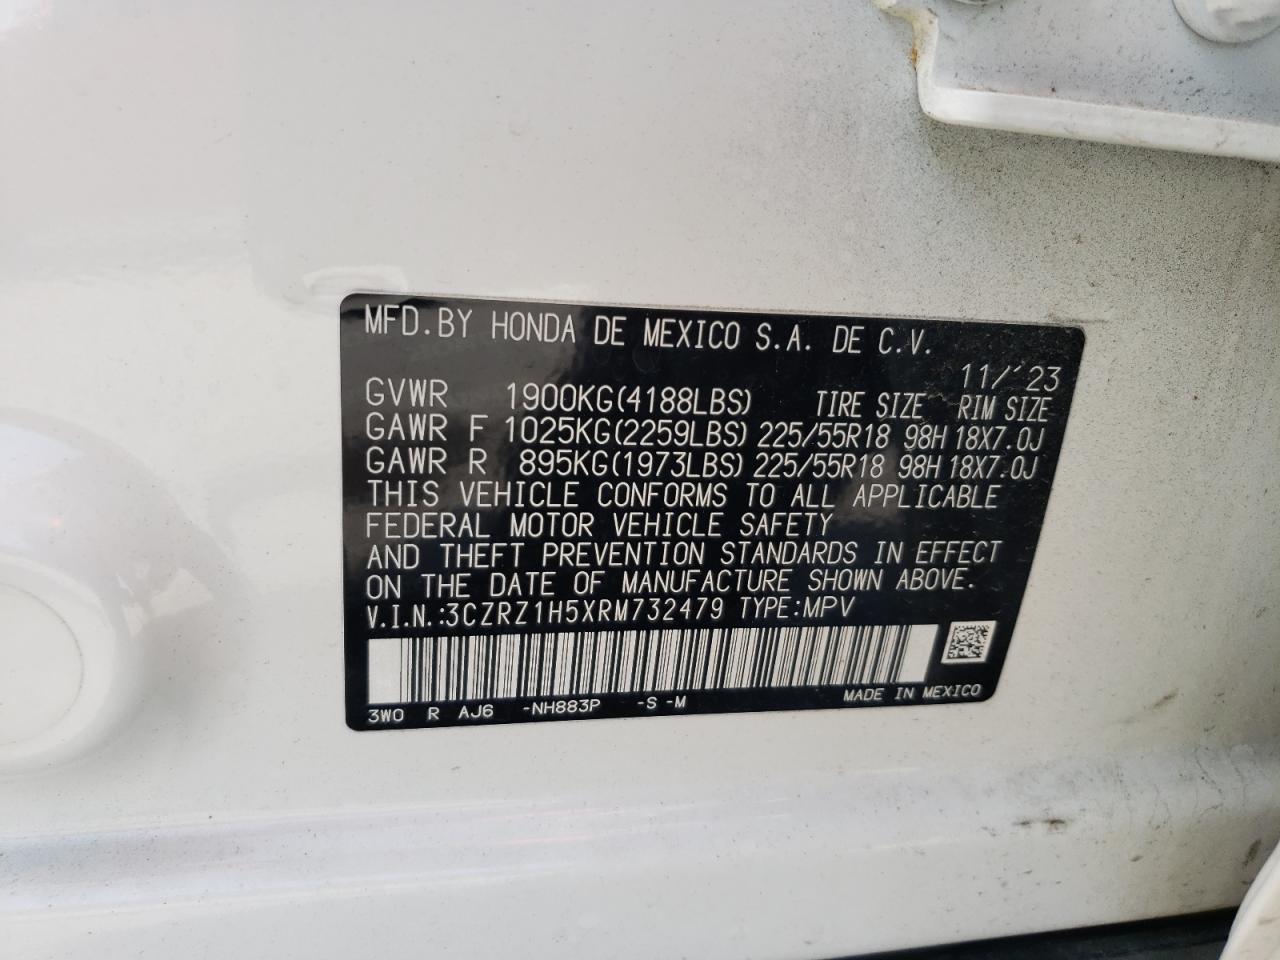 MFD.BY HONDA DE MEXICO S.A. DE C.V.
11/'23
GVWR 1900KG(4188LBS) TIRE SIZE RIM SIZE
GAWR F 1025KG(2259LBS) 225/55R18 98H 18X7.0J
GAWR R 895KG(1973LBS) 225/55R18 98H 18X7.0J
THIS VEHICLE CONFORMS TO ALL APPLICABLE
FEDERAL MOTOR VEHICLE SAFETY
AND THEFT PREVENTION STANDARDS IN EFFECT
ON THE DATE OF MANUFACTURE SHOWN ABOVE.
V.I.N.:3CZRZ1H5XRM732479 TYPE:MPV
3W0 R AJ6 -NH883P -S -M MADE IN MEXICO